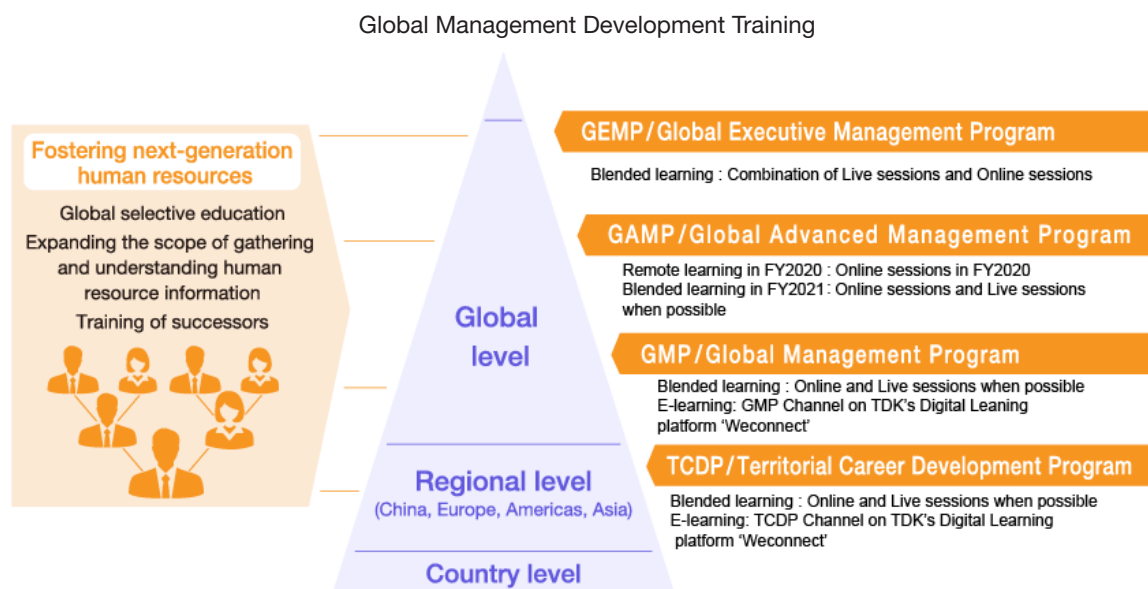 Global Management Development Training
Fostering next-generation
human resources
Global selective education
Expanding the scope of gathering
and understanding human
resource information
Training of successors
Global
level
Regional level
(China, Europe, Americas, Asia)
Country level
GEMP/Global Executive Management Program
Blended learning : Combination of Live sessions and Online sessions
GAMP/Global Advanced Management Program
Remote learning in FY2020 : Online sessions in FY2020
Blended learning in FY2021 : Online sessions and Live sessions
when possible
GMP/Global Management Program
Blended learning : Online and Live sessions when possible
E-learning: GMP Channel on TDK's Digital Leaning
platform ‘Weconnect’
TCDP/Territorial Career Development Program
Blended learning : Online and Live sessions when possible
E-learning: TCDP Channel on TDK's Digital Learning
platform ‘Weconnect’